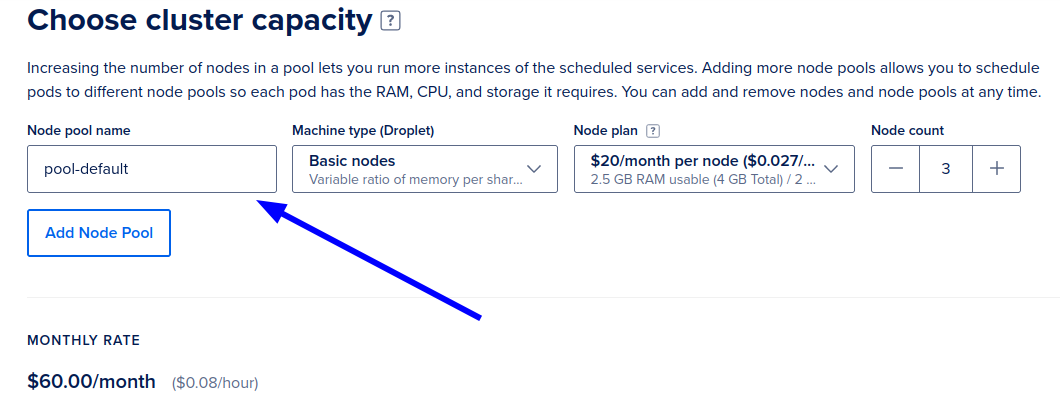 Choose cluster capacity ?
Increasing the number of nodes in a pool lets you run more instances of the scheduled services. Adding more node pools allows you to schedule
pods to different node pools so each pod has the RAM, CPU, and storage it requires. You can add and remove nodes and node pools at any time.
Node pool name Machine type (Droplet) Node plan ? Node count
pool-default Basic nodes $20/month per node ($0.027/... − 3 +
Variable ratio of memory per shar... 2.5 GB RAM usable (4 GB Total) / 2 ...
Add Node Pool
MONTHLY RATE
$60.00/month ($0.08/hour)